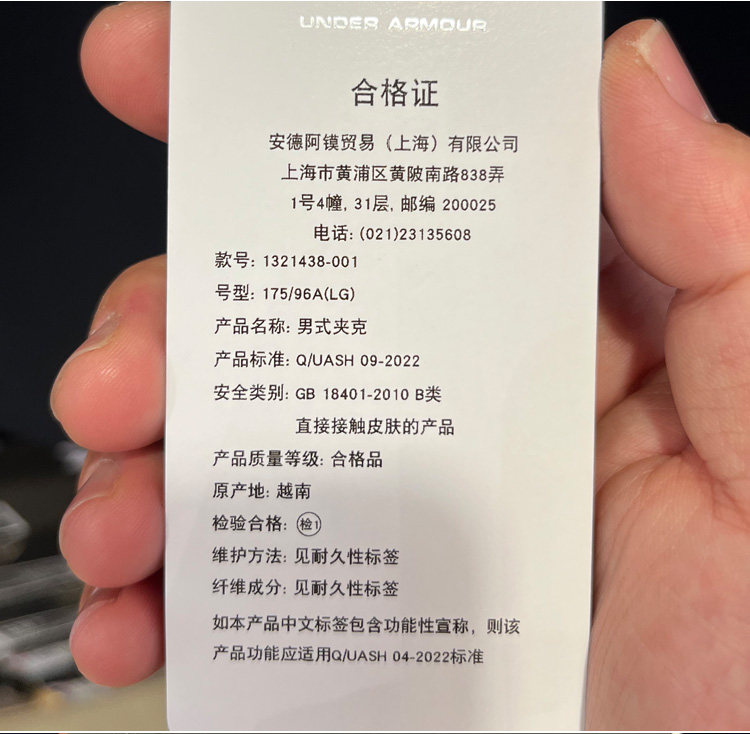 UNDER ARMOUR
合格证
安德阿镆贸易（上海）有限公司
上海市黄浦区黄陂南路838弄
1号4幢, 31层, 邮编 200025
电话: (021)23135608
款号: 1321438-001
号型: 175/96A(LG)
产品名称: 男式夹克
产品标准: Q/UASH 09-2022
安全类别: GB 18401-2010 B类
直接接触皮肤的产品
产品质量等级: 合格品
原产地: 越南
检验合格: 检1
维护方法: 见耐久性标签
纤维成分: 见耐久性标签
如本产品中文标签包含功能性宣称，则该
产品功能应适用Q/UASH 04-2022标准